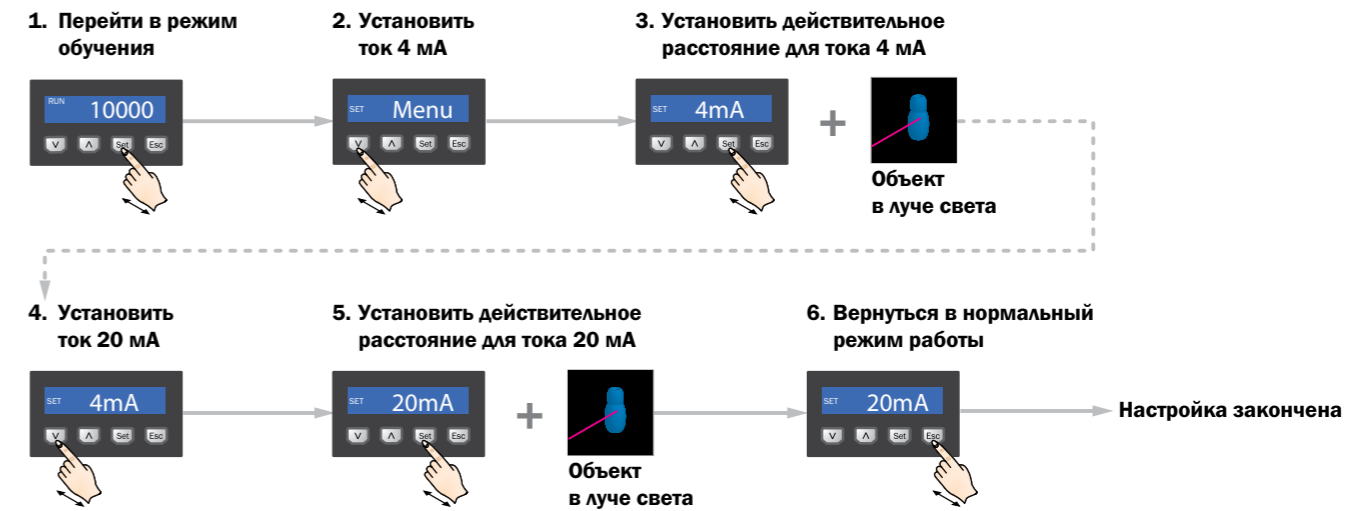 1. Перейти в режим
обучения
RUN 10000
V Λ Set Esc
2. Установить
ток 4 мА
SET Menu
V Λ Set Esc
3. Установить действительное
расстояние для тока 4 мА
SET 4mA
V Λ Set Esc
+
Объект
в луче света
4. Установить
ток 20 мА
SET 4mA
V Λ Set Esc
5. Установить действительное
расстояние для тока 20 мА
SET 20mA
V Λ Set Esc
+
Объект
в луче света
6. Вернуться в нормальный
режим работы
SET 20mA
V Λ Set Esc
Настройка закончена